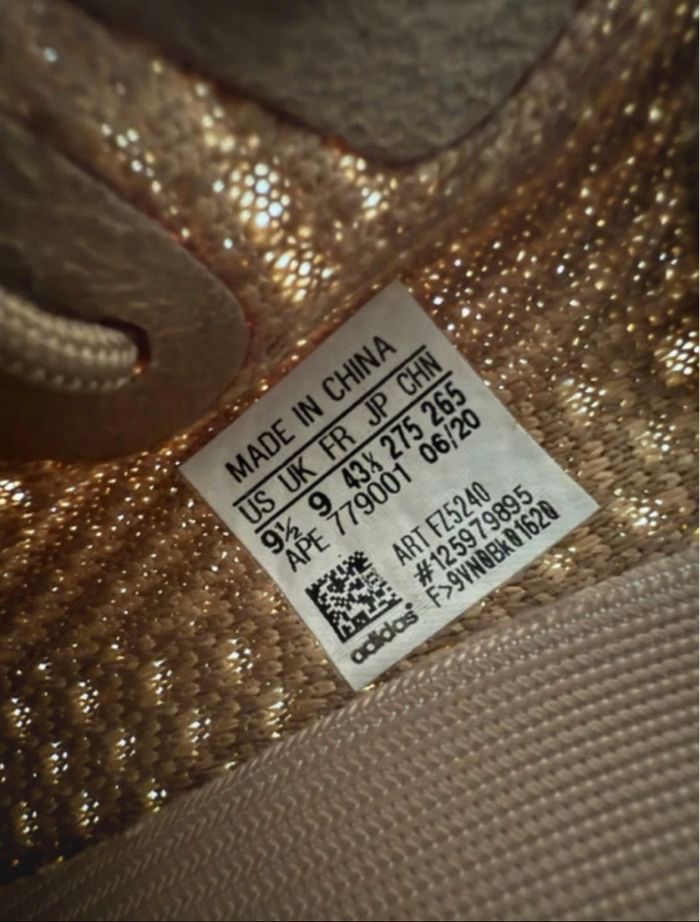 MADE IN CHINA
US UK FR JP CHN
9½ 9 43⅓ 275 265
APE 779001 06/20
ART FZ5240
#125979895
F>9VN0Bk01620
adidas